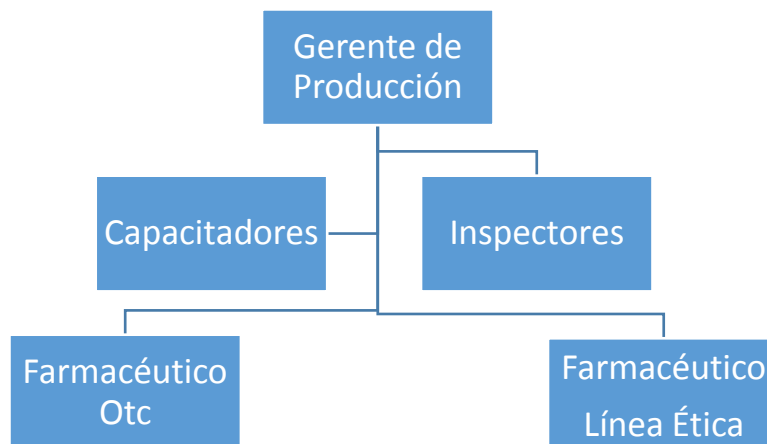 Gerente de
Producción
Capacitadores
Inspectores
Farmacéutico
Otc
Farmacéutico
Línea Ética